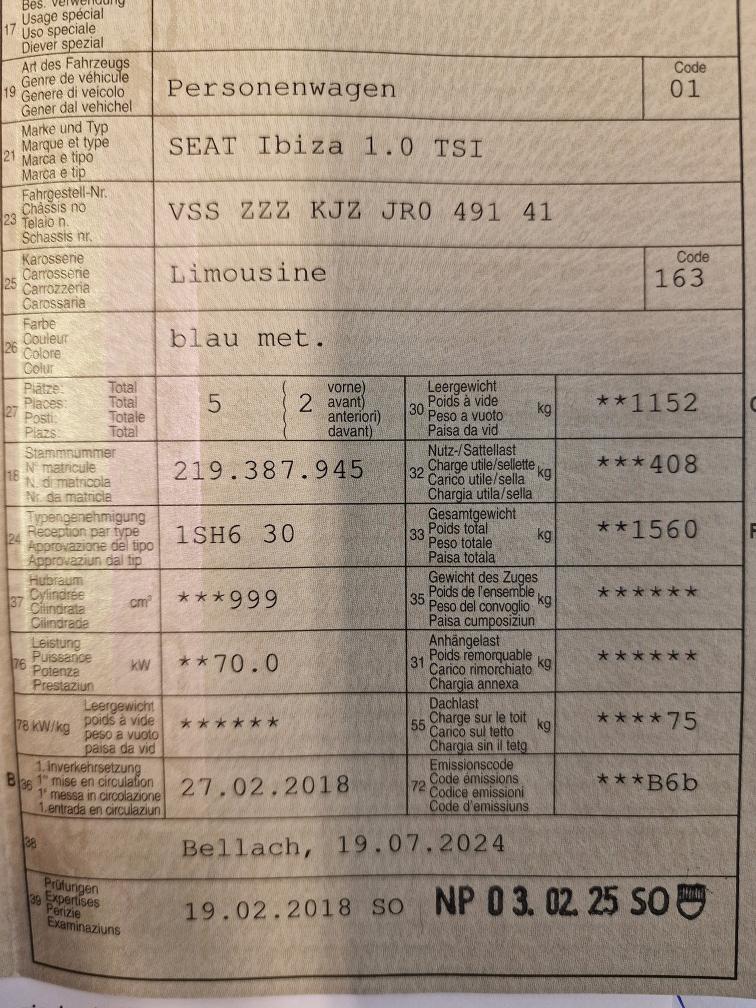 Bes. Verwendung
17 Usage spécial
Uso speciale
Diever spezial
19 Art des Fahrzeugs
Genre de véhicule
Genere di veicolo
Gener dal vehichel
Personenwagen
Code
01
21 Marke und Typ
Marque et type
Marca e tipo
Marca e tip
SEAT Ibiza 1.0 TSI
23 Fahrgestell-Nr.
Châssis no
Telaio n.
Schassis nr.
VSS ZZZ KJZ JR0 491 41
25 Karosserie
Carrosserie
Carrozzeria
Carossaria
Limousine
Code
163
26 Farbe
Couleur
Colore
Colur
blau met.
27 Plätze: Total
Places: Total
Posti: Totale
Plazs: Total
5 ( 2 vorne)
avant)
anteriori)
davant)
30 Leergewicht
Poids à vide
Peso a vuoto
Paisa da vid
kg
**1152
18 Stammnummer
N° matricule
N. di matricola
Nr. da matricla
219.387.945
32 Nutz-/Sattellast
Charge utile/sellette
Carico utile/sella
Chargia utila/sella
kg
***408
24 Typengenehmigung
Réception par type
Approvazione del tipo
Approvaziun dal tip
1SH6 30
33 Gesamtgewicht
Poids total
Peso totale
Paisa totala
kg
**1560
37 Hubraum
Cylindrée
Cilindrata
Cilindrada
cm³
***999
35 Gewicht des Zuges
Poids de l'ensemble
Peso del convoglio
Paisa cumposiziun
kg
******
76 Leistung
Puissance
Potenza
Prestaziun
kW
**70.0
31 Anhängelast
Poids remorquable
Carico rimorchiato
Chargia annexa
kg
******
78 kW/kg Leergewicht
poids à vide
peso a vuoto
paisa da vid
******
55 Dachlast
Charge sur le toit
Carico sul tetto
Chargia sin il tetg
kg
****75
B 36 1. Inverkehrsetzung
1re mise en circulation
1a messa in circolazione
1. entrada en circulaziun
27.02.2018
72 Emissionscode
Code émissions
Codice emissioni
Code d'emissiuns
***B6b
38
Bellach, 19.07.2024
39 Prüfungen
Expertises
Perizie
Examinaziuns
19.02.2018 SO NP 03. 02. 25 SO